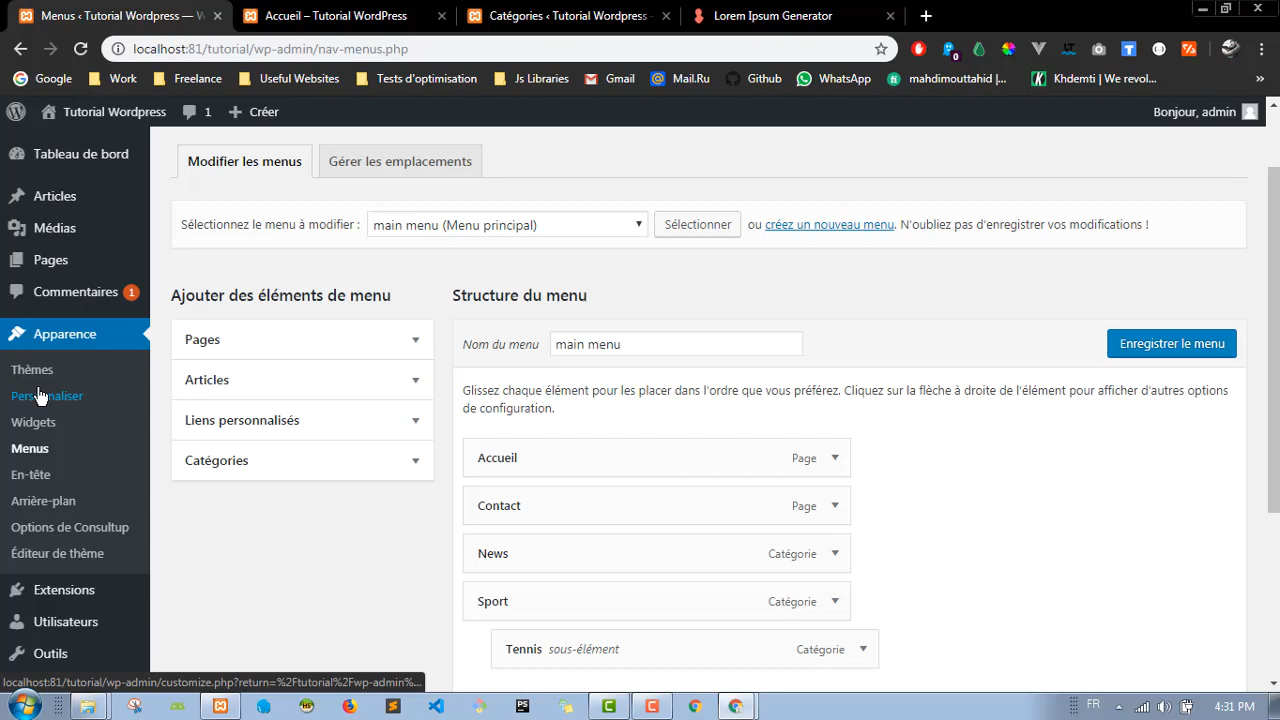 Menus ‹ Tutorial Wordpress — W
Accueil – Tutorial WordPress
Catégories ‹ Tutorial Wordpress
Lorem Ipsum Generator
localhost:81/tutorial/wp-admin/nav-menus.php
0
Google
Work
Freelance
Useful Websites
Tests d'optimisation
Js Libraries
Gmail
Mail.Ru
Github
WhatsApp
mahdimouttahid |...
Khdemti | We revol...
»
Tutorial Wordpress
1
Créer
Bonjour, admin
Tableau de bord
Articles
Médias
Pages
Commentaires 1
Apparence
Thèmes
Personnaliser
Widgets
Menus
En-tête
Arrière-plan
Options de Consultup
Éditeur de thème
Extensions
Utilisateurs
Outils
Modifier les menus
Gérer les emplacements
Sélectionnez le menu à modifier : main menu (Menu principal) Sélectionner ou créez un nouveau menu. N'oubliez pas d'enregistrer vos modifications !
Ajouter des éléments de menu
Pages
Articles
Liens personnalisés
Catégories
Structure du menu
Nom du menu main menu Enregistrer le menu
Glissez chaque élément pour les placer dans l'ordre que vous préférez. Cliquez sur la flèche à droite de l'élément pour afficher d'autres options
de configuration.
Accueil Page
Contact Page
News Catégorie
Sport Catégorie
Tennis sous-élément Catégorie
localhost:81/tutorial/wp-admin/customize.php?return=%2Ftutorial%2Fwp-admin%...
FR
4:31 PM